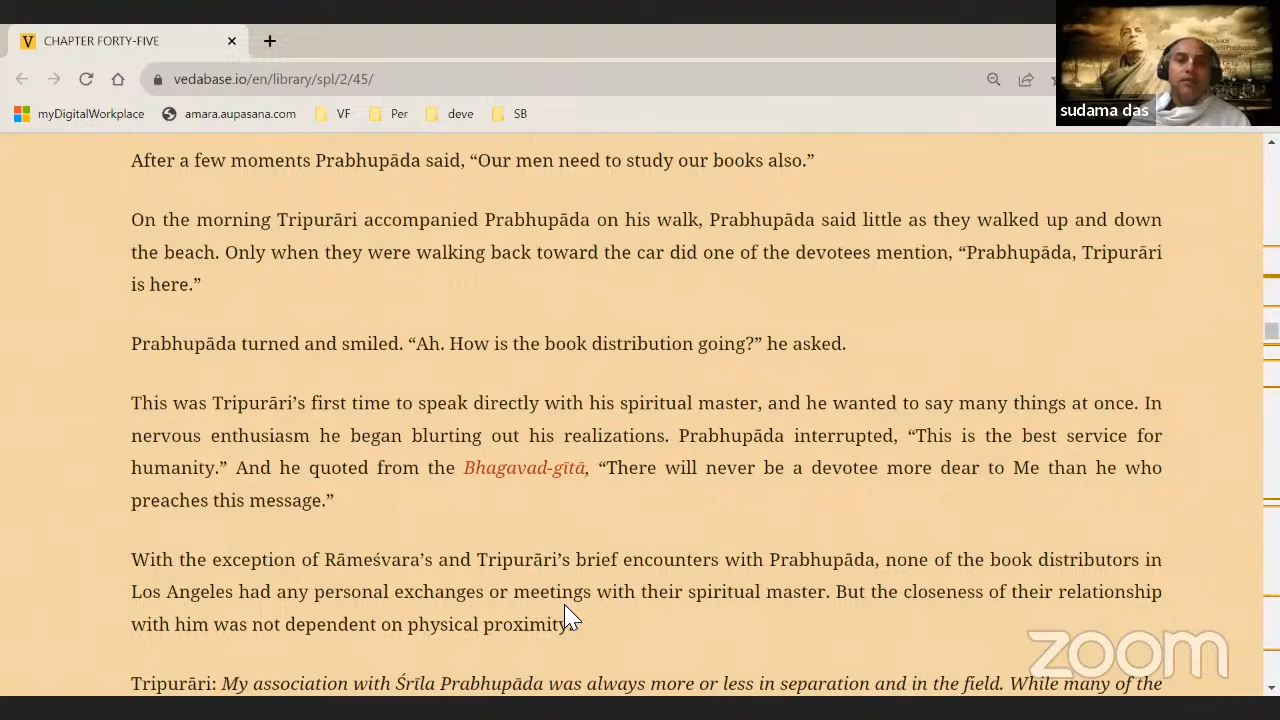 CHAPTER FORTY-FIVE
vedabase.io/en/library/spl/2/45/
myDigitalWorkplace
amara.aupasana.com
VF
Per
deve
SB
sudama das
After a few moments Prabhupāda said, “Our men need to study our books also.”
On the morning Tripurāri accompanied Prabhupāda on his walk, Prabhupāda said little as they walked up and down
the beach. Only when they were walking back toward the car did one of the devotees mention, “Prabhupāda, Tripurāri
is here.”
Prabhupāda turned and smiled. “Ah. How is the book distribution going?” he asked.
This was Tripurāri’s first time to speak directly with his spiritual master, and he wanted to say many things at once. In
nervous enthusiasm he began blurting out his realizations. Prabhupāda interrupted, “This is the best service for
humanity.” And he quoted from the Bhagavad-gītā, “There will never be a devotee more dear to Me than he who
preaches this message.”
With the exception of Rāmeśvara’s and Tripurāri’s brief encounters with Prabhupāda, none of the book distributors in
Los Angeles had any personal exchanges or meetings with their spiritual master. But the closeness of their relationship
with him was not dependent on physical proximity.
Tripurāri: My association with Śrīla Prabhupāda was always more or less in separation and in the field. While many of the
zoom